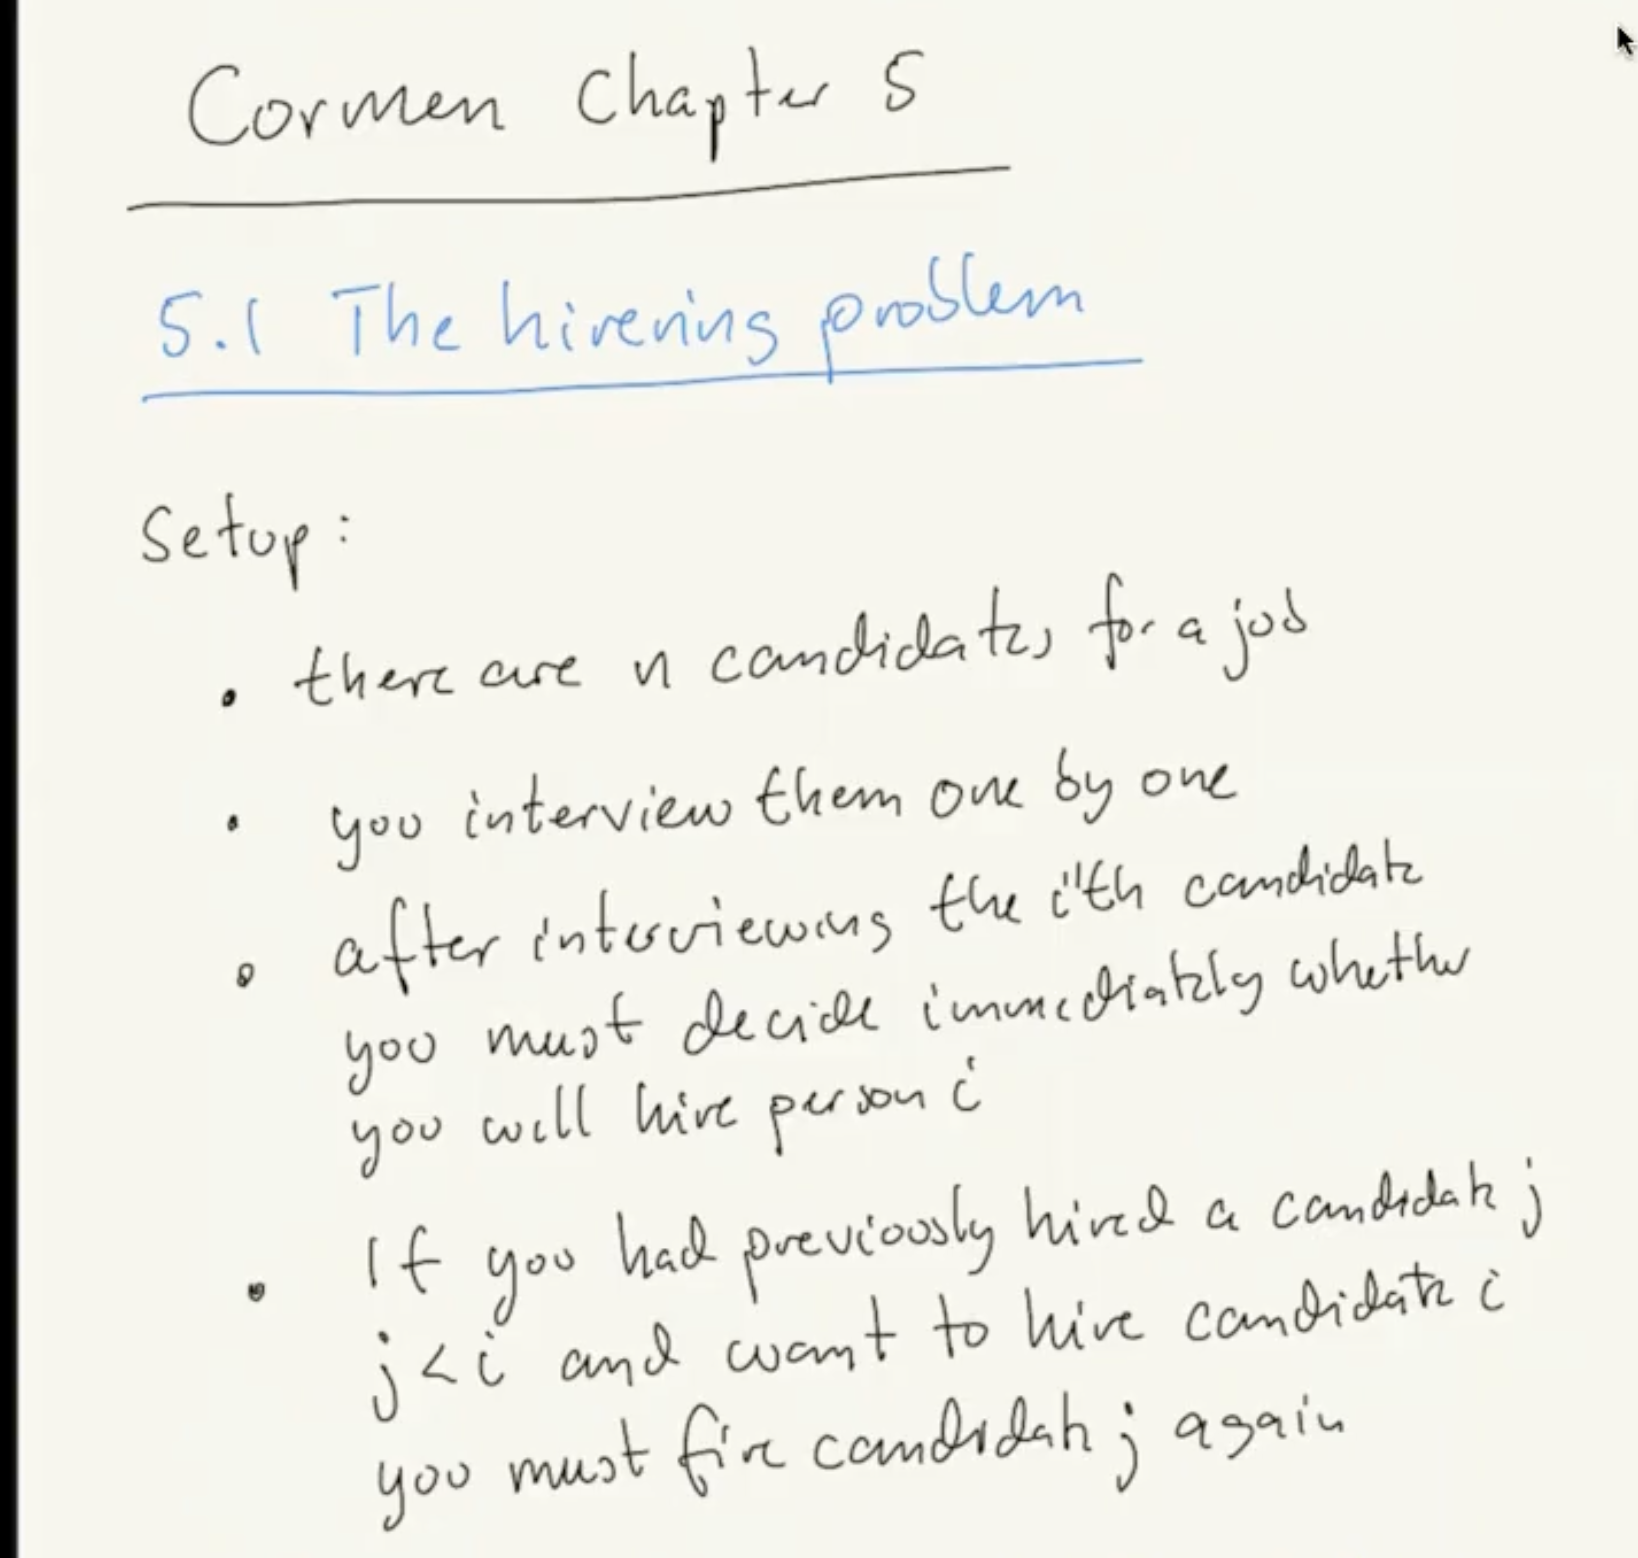 Cormen Chapter 5
5.1 The hirering problem
Setup:
• there are n candidates for a job
• you interview them one by one
• after interviewing the i'th candidate
you must decide immediately whether
you will hire person i
• If you had previously hired a candidate j
j < i and want to hire candidate i
you must fire candidate j again